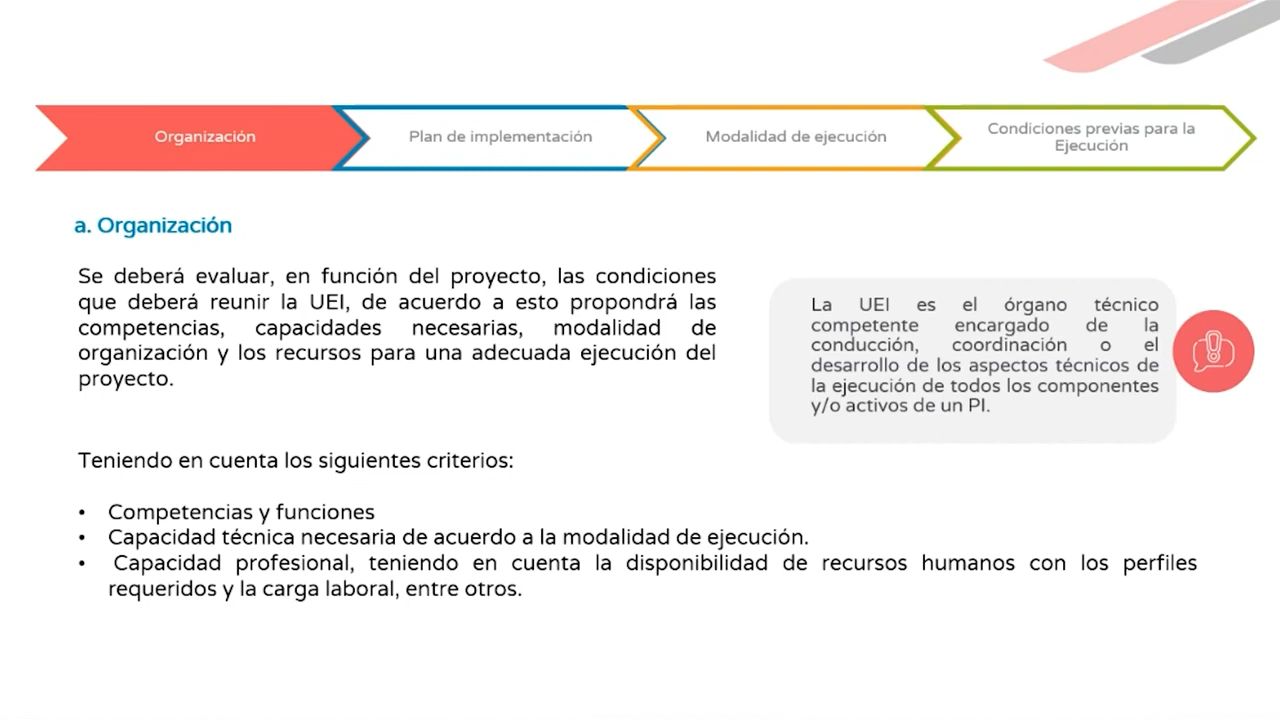 Organización
Plan de implementación
Modalidad de ejecución
Condiciones previas para la
Ejecución
a. Organización
Se deberá evaluar, en función del proyecto, las condiciones
que deberá reunir la UEI, de acuerdo a esto propondrá las
competencias, capacidades necesarias, modalidad de
organización y los recursos para una adecuada ejecución del
proyecto.
La UEI es el órgano técnico
competente encargado de la
conducción, coordinación o el
desarrollo de los aspectos técnicos de
la ejecución de todos los componentes
y/o activos de un PI.
Teniendo en cuenta los siguientes criterios:
• Competencias y funciones
• Capacidad técnica necesaria de acuerdo a la modalidad de ejecución.
• Capacidad profesional, teniendo en cuenta la disponibilidad de recursos humanos con los perfiles
requeridos y la carga laboral, entre otros.